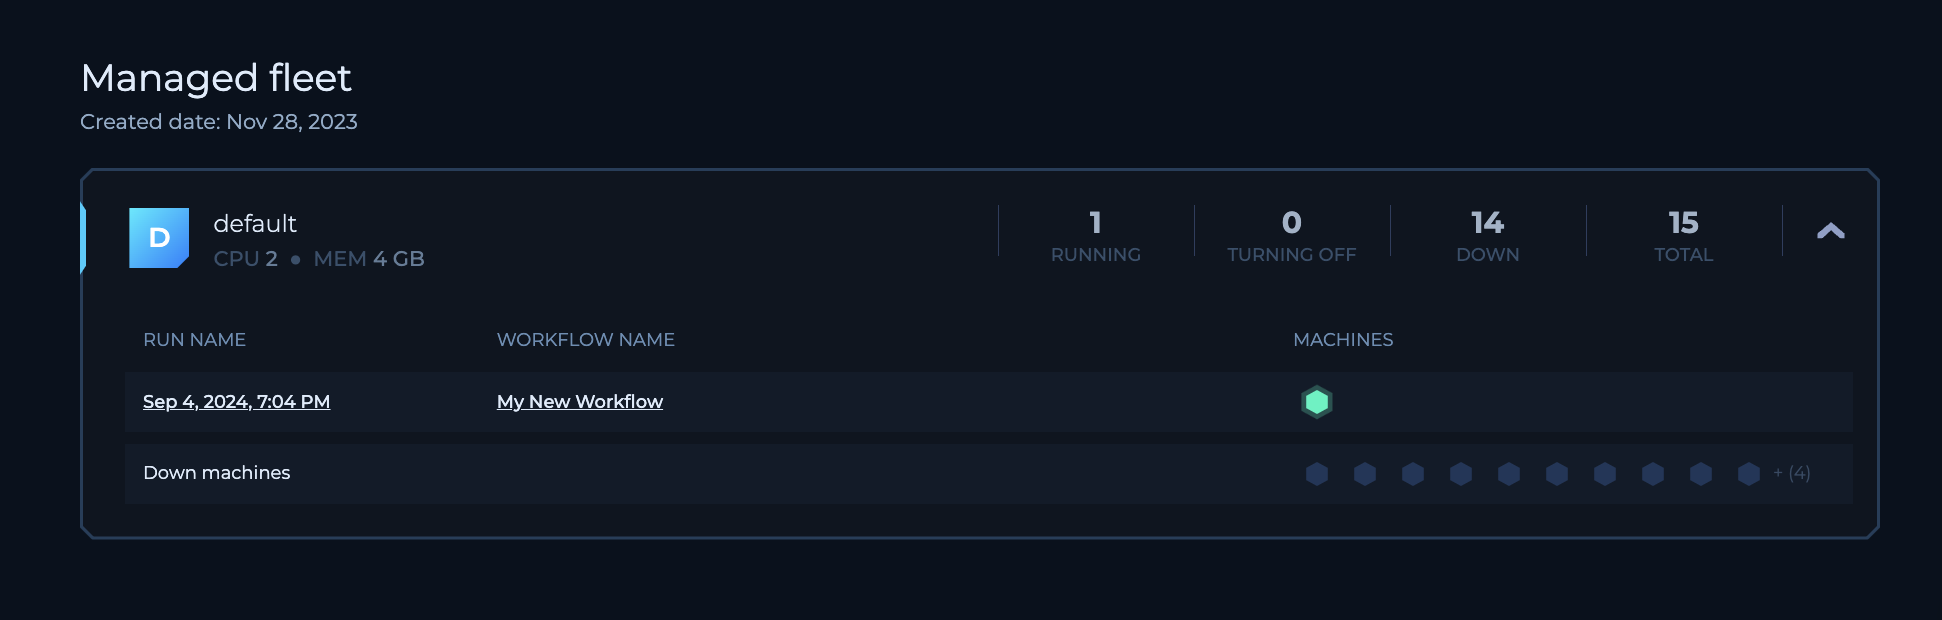 Managed fleet
Created date: Nov 28, 2023
D
default
CPU 2 ● MEM 4 GB
1
RUNNING
0
TURNING OFF
14
DOWN
15
TOTAL
RUN NAME WORKFLOW NAME MACHINES
Sep 4, 2024, 7:04 PM My New Workflow
Down machines + (4)